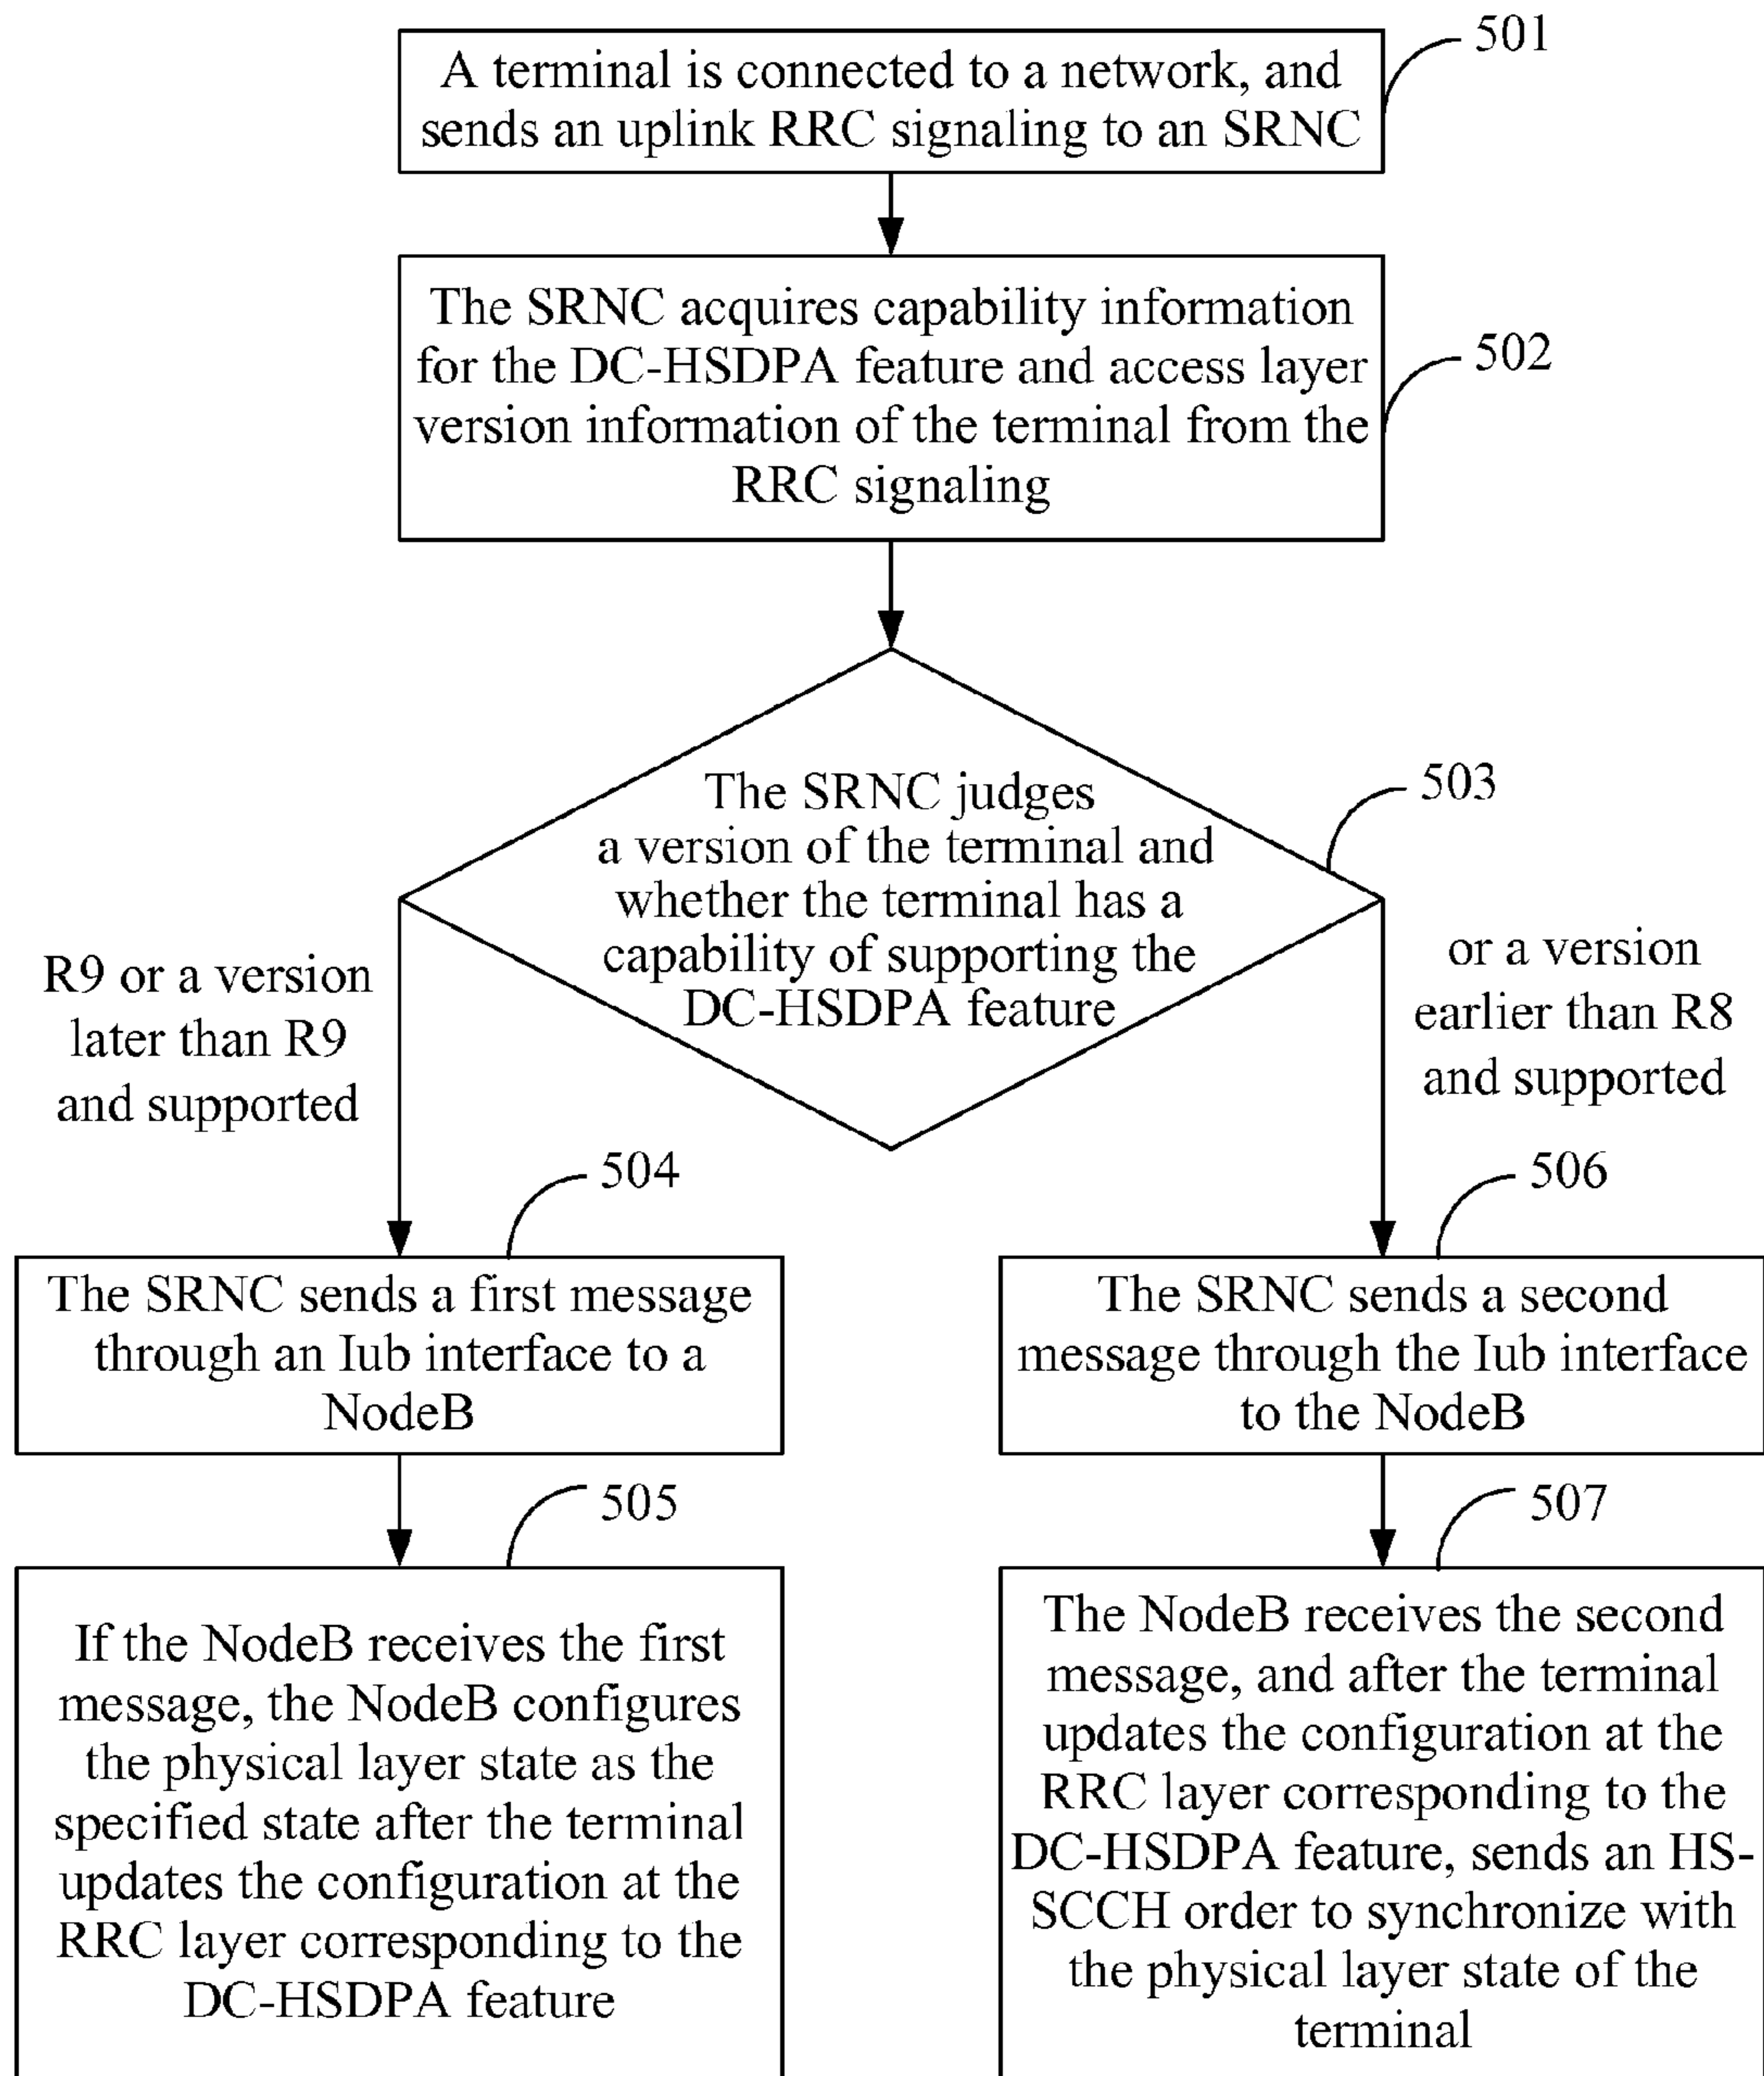 A terminal is connected to a network, and
sends an uplink RRC signaling to an SRNC
501
The SRNC acquires capability information
for the DC-HSDPA feature and access layer
version information of the terminal from the
RRC signaling
502
The SRNC judges
a version of the terminal and
whether the terminal has a
capability of supporting the
DC-HSDPA feature
503
R9 or a version
later than R9
and supported
or a version
earlier than R8
and supported
504
The SRNC sends a first message
through an Iub interface to a
NodeB
506
The SRNC sends a second
message through the Iub interface
to the NodeB
505
If the NodeB receives the first
message, the NodeB configures
the physical layer state as the
specified state after the terminal
updates the configuration at the
RRC layer corresponding to the
DC-HSDPA feature
507
The NodeB receives the second
message, and after the terminal
updates the configuration at the
RRC layer corresponding to the
DC-HSDPA feature, sends an HS-
SCCH order to synchronize with
the physical layer state of the
terminal